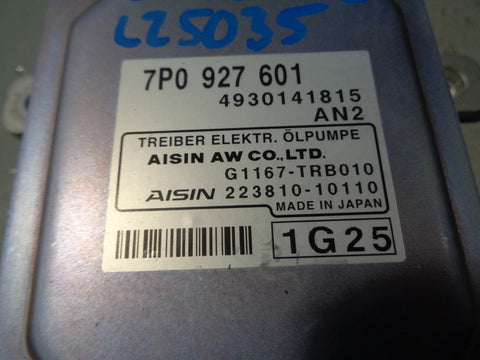 LZ5035
7P0 927 601
4930141815
AN2
TREIBER ELEKTR. ÖLPUMPE
AISIN AW CO.,LTD.
G1167-TRB010
AISIN 223810-10110
MADE IN JAPAN
1G25